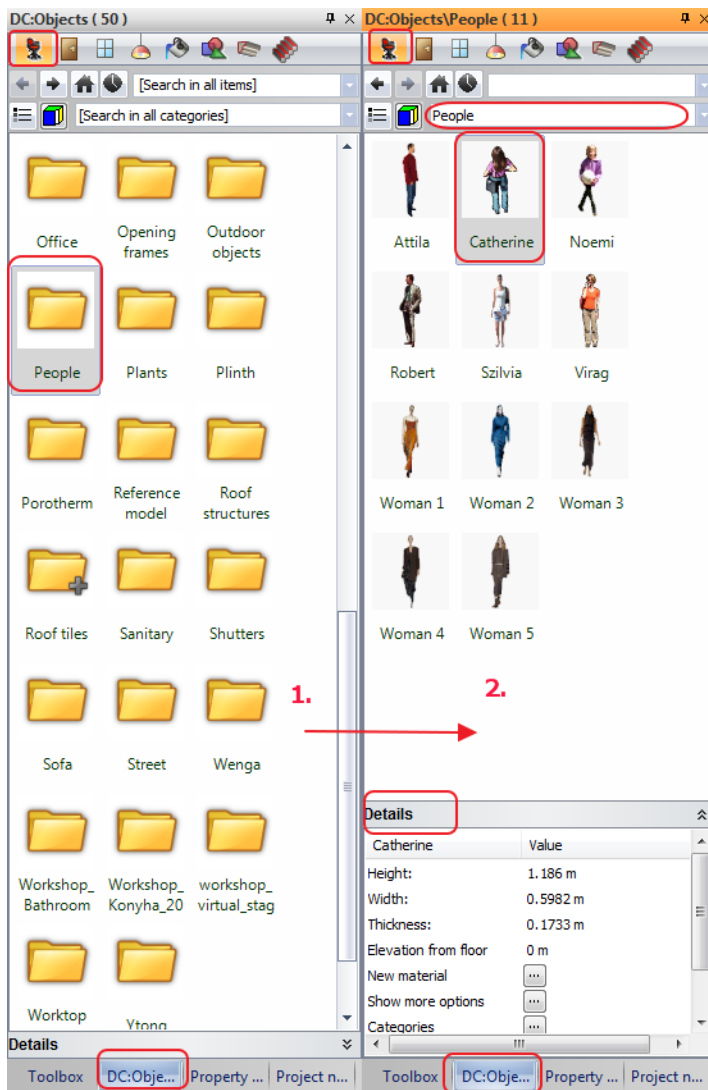 DC:Objects ( 50 )
[Search in all items]
[Search in all categories]
Office
Opening
frames
Outdoor
objects
People
Plants
Plinth
Porotherm
Reference
model
Roof
structures
Roof tiles
Sanitary
Shutters
1.
Sofa
Street
Wenga
Workshop_
Bathroom
Workshop_
Konyha_20
workshop_
virtual_stag
Worktop
Ytong
Details
Toolbox
DC:Obje...
Property ...
Project n...
DC:Objects\People ( 11 )
People
Attila
Catherine
Noemi
Robert
Szilvia
Virag
Woman 1
Woman 2
Woman 3
Woman 4
Woman 5
2.
Details
Catherine Value
Height: 1.186 m
Width: 0.5982 m
Thickness: 0.1733 m
Elevation from floor 0 m
New material ...
Show more options ...
Categories ...
Toolbox
DC:Obje...
Property ...
Project n...